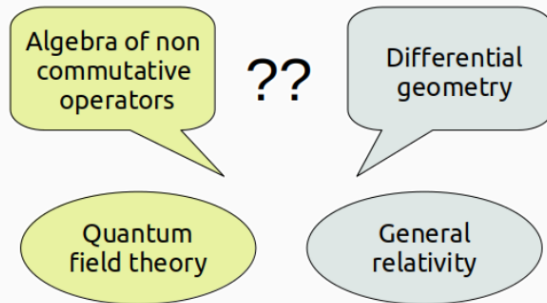 Algebra of non
commutative
operators
??
Differential
geometry
Quantum
field theory
General
relativity